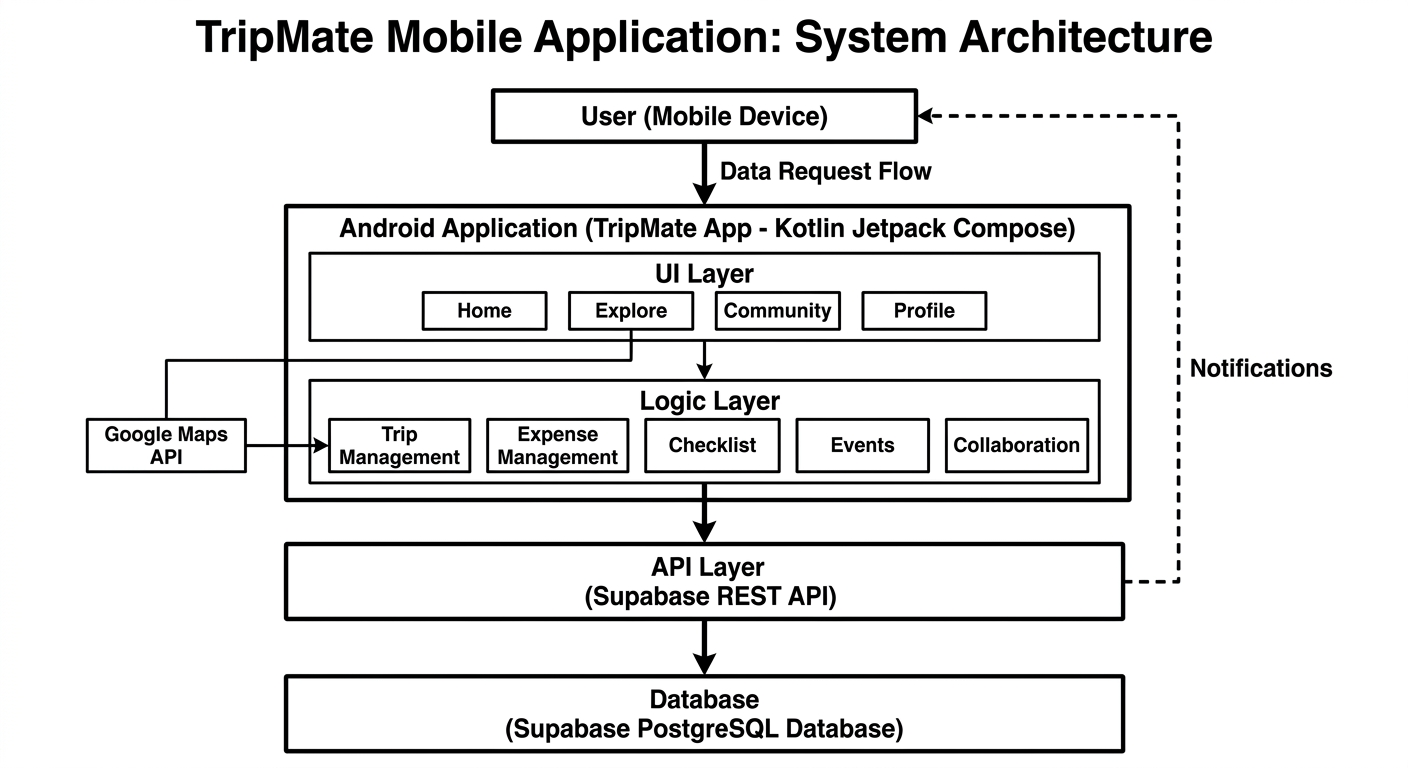 TripMate Mobile Application: System Architecture
User (Mobile Device)
Data Request Flow
Android Application (TripMate App - Kotlin Jetpack Compose)
UI Layer
Home
Explore
Community
Profile
Notifications
Logic Layer
Google Maps
API
Trip
Management
Expense
Management
Checklist
Events
Collaboration
API Layer
(Supabase REST API)
Database
(Supabase PostgreSQL Database)